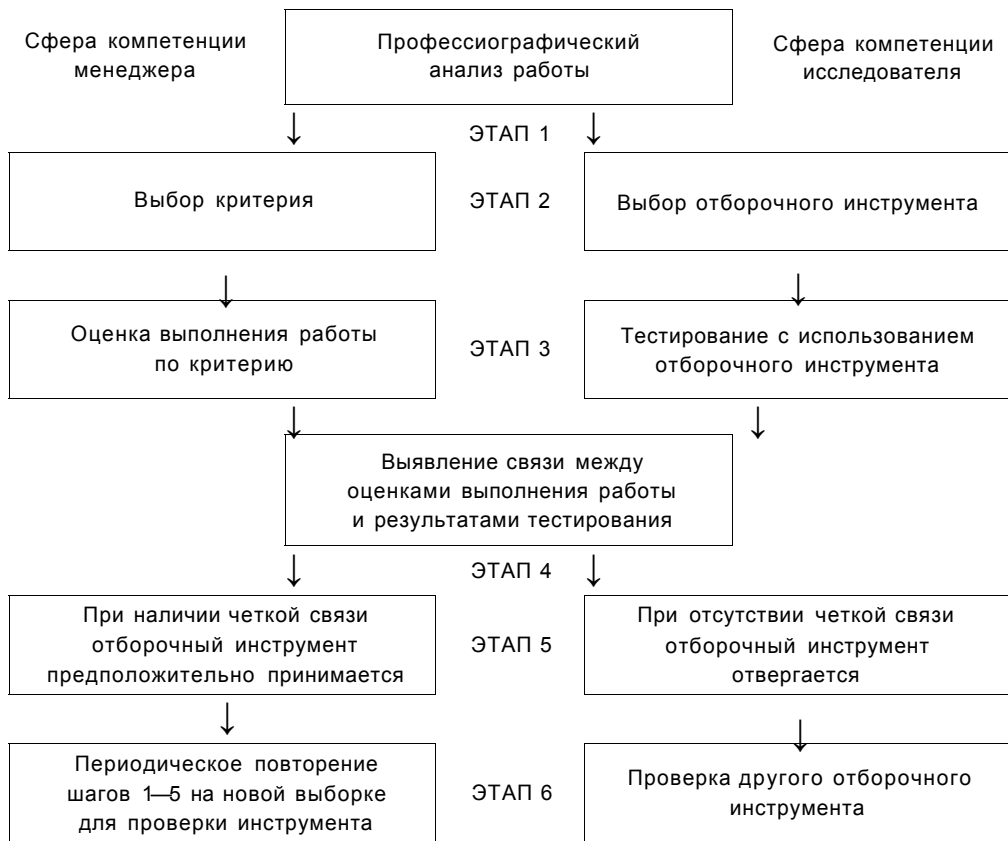 Сфера компетенции
менеджера
Профессиографический
анализ работы
Сфера компетенции
исследователя
ЭТАП 1
Выбор критерия
ЭТАП 2
Выбор отборочного инструмента
Оценка выполнения работы
по критерию
ЭТАП 3
Тестирование с использованием
отборочного инструмента
Выявление связи между
оценками выполнения работы
и результатами тестирования
ЭТАП 4
При наличии четкой связи
отборочный инструмент
предположительно принимается
ЭТАП 5
При отсутствии четкой связи
отборочный инструмент
отвергается
Периодическое повторение
шагов 1—5 на новой выборке
для проверки инструмента
ЭТАП 6
Проверка другого отборочного
инструмента